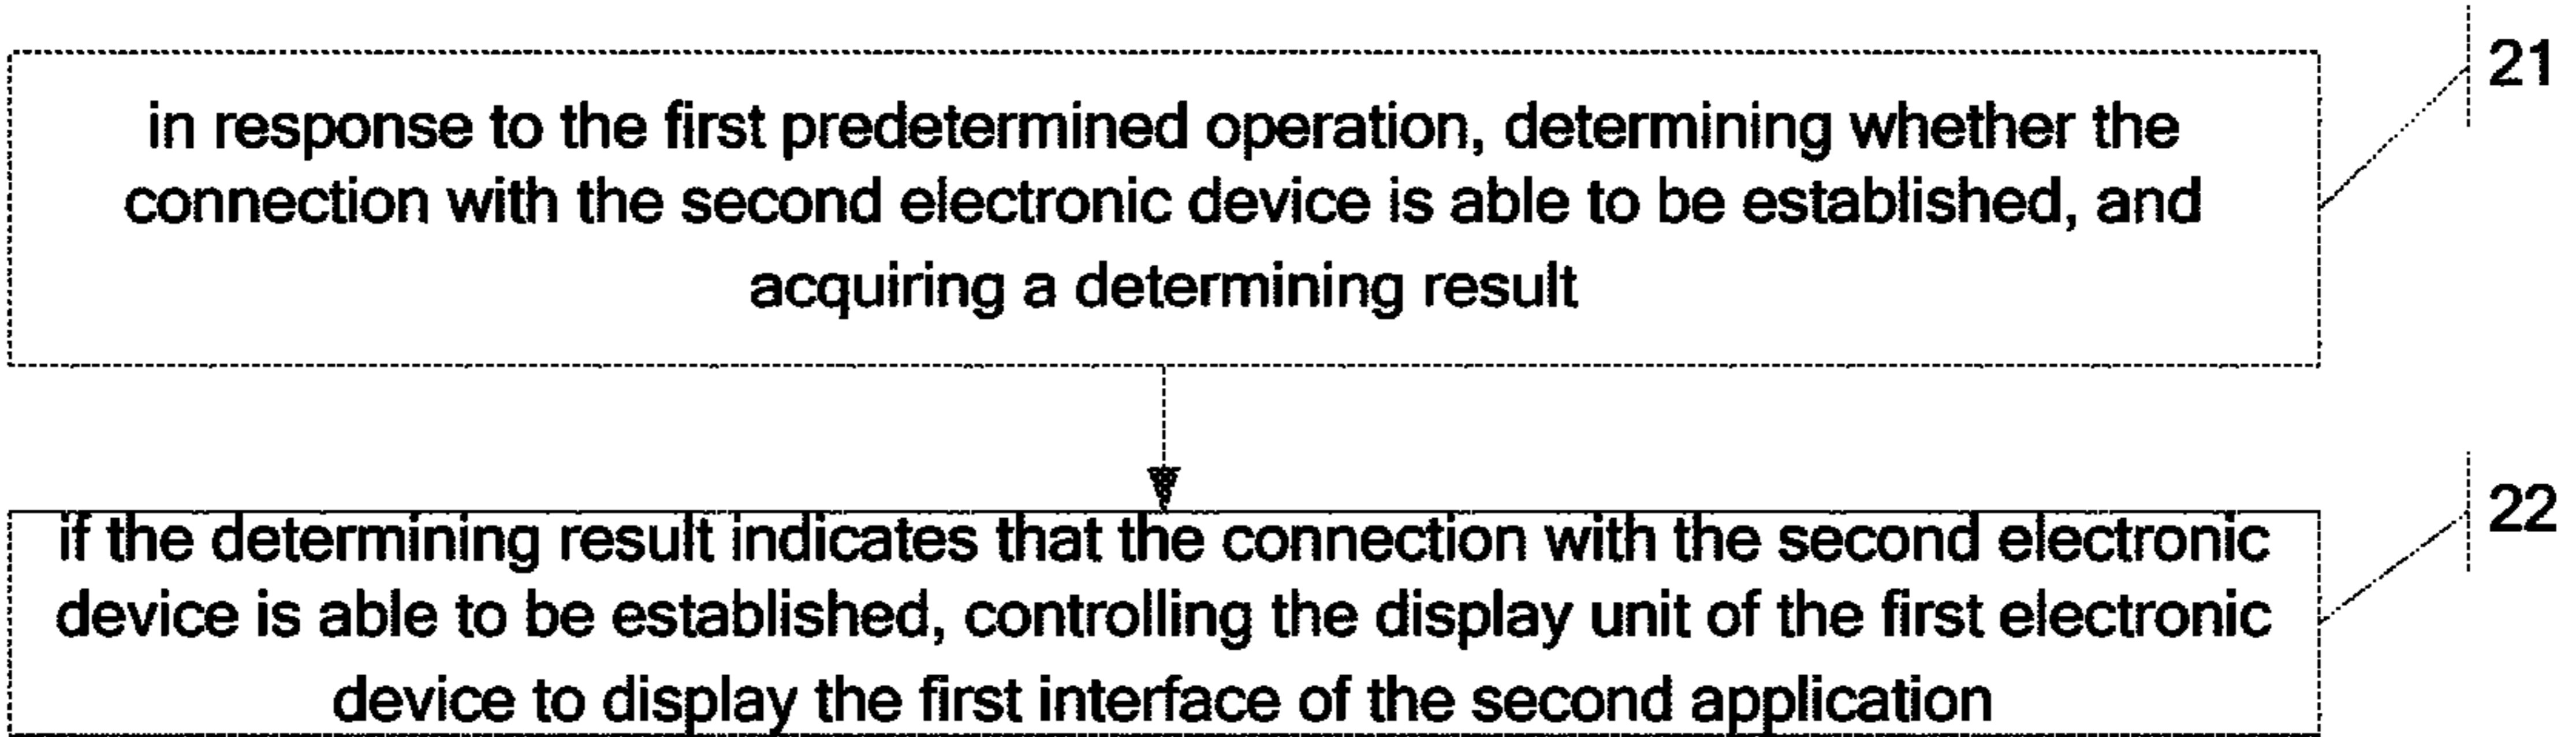 21
in response to the first predetermined operation, determining whether the
connection with the second electronic device is able to be established, and
acquiring a determining result
22
if the determining result indicates that the connection with the second electronic
device is able to be established, controlling the display unit of the first electronic
device to display the first interface of the second application